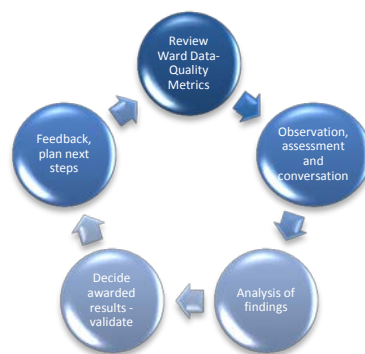 Review
Ward Data-
Quality
Metrics
Observation,
assessment
and
conversation
Analysis of
findings
Decide
awarded
results -
validate
Feedback,
plan next
steps